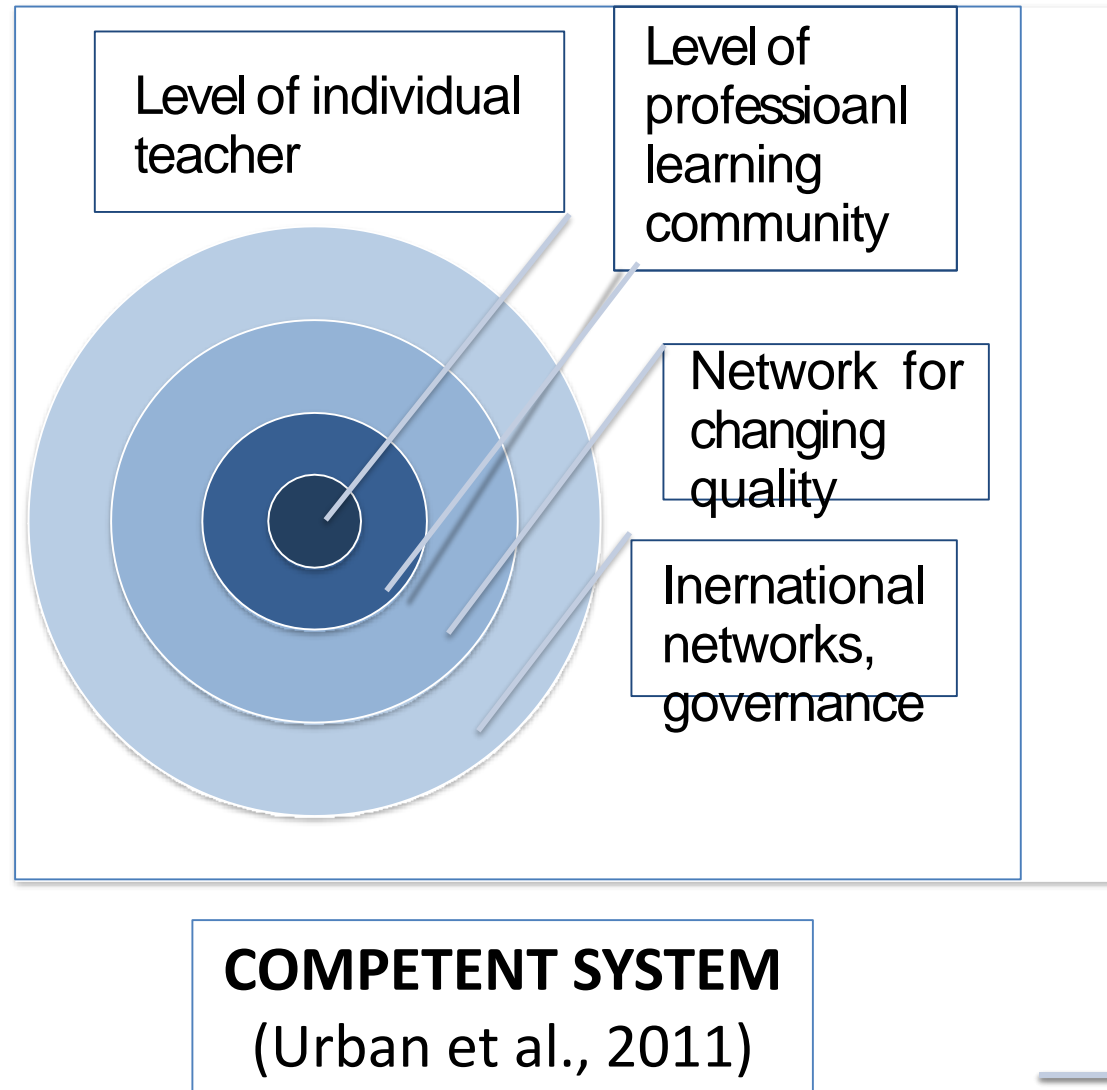 Level of individual
teacher
Level of
professioanl
learning
community
Network for
changing
quality
Inernational
networks,
governance
COMPETENT SYSTEM
(Urban et al., 2011)